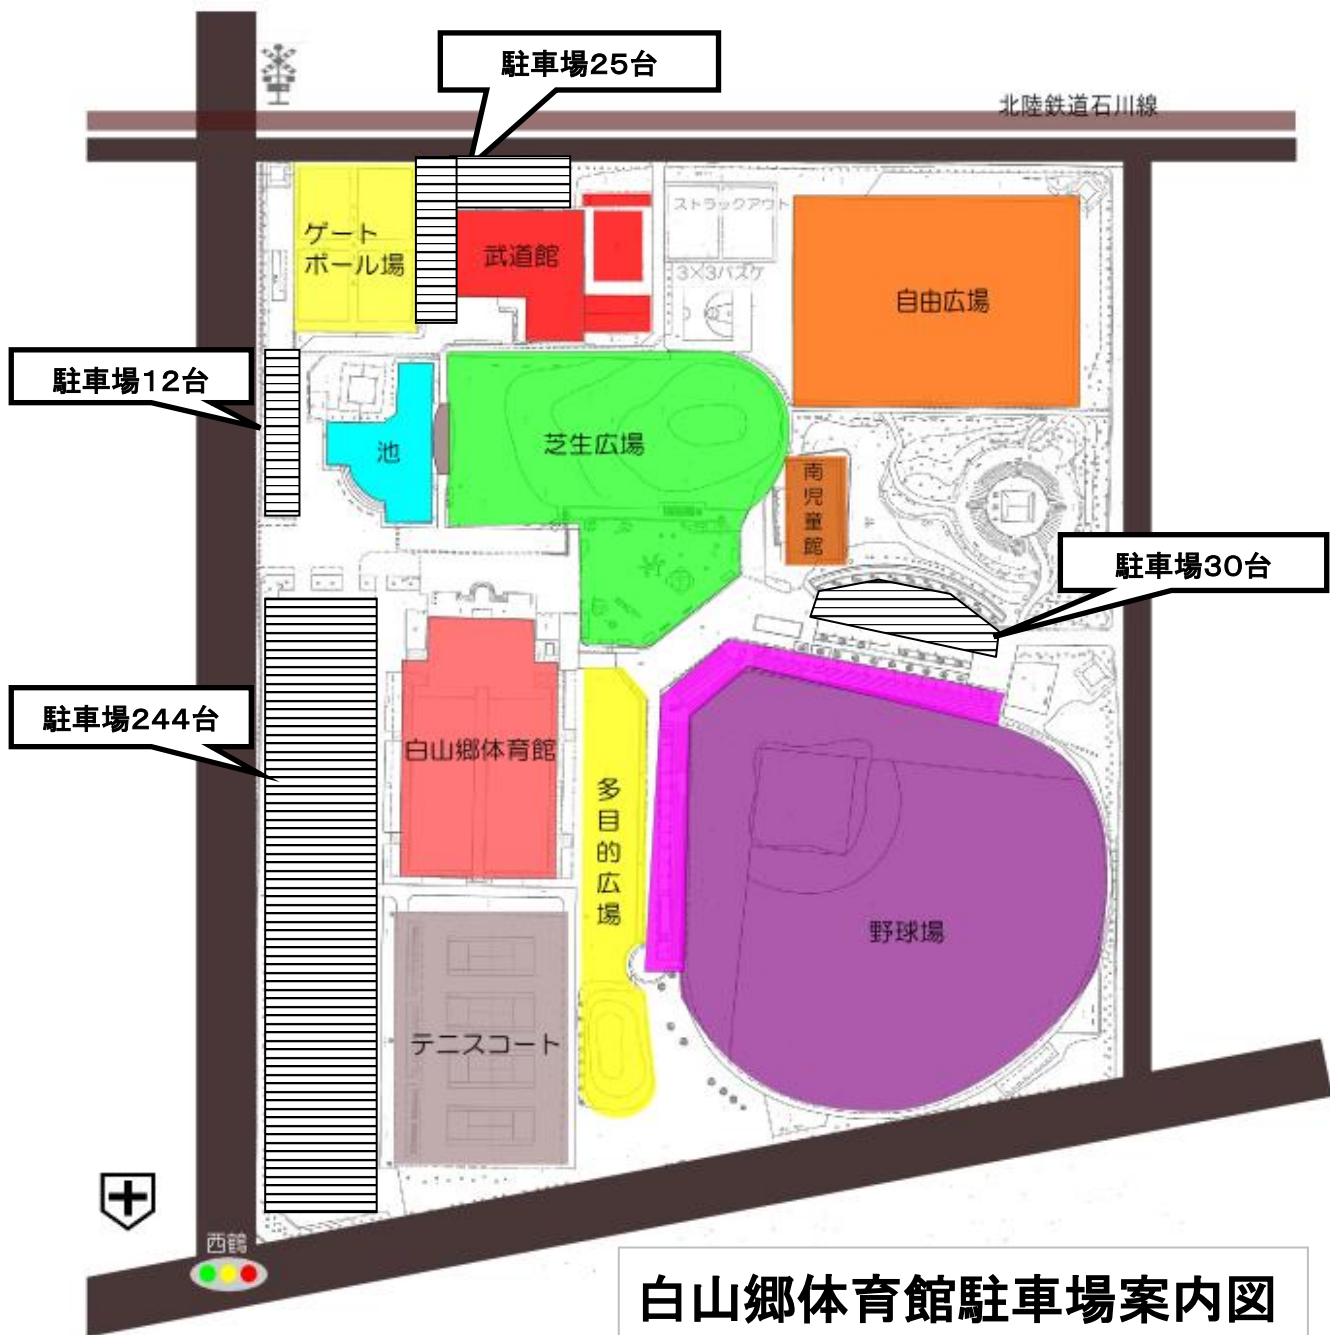 駐車場25台
北陸鉄道石川線
ストラックアウト
ゲート
ボール場
武道館
3×3バスケ
自由広場
駐車場12台
池
芝生広場
南児童館
駐車場30台
駐車場244台
白山郷体育館
多目的広場
野球場
テニスコート
西鶴
白山郷体育館駐車場案内図